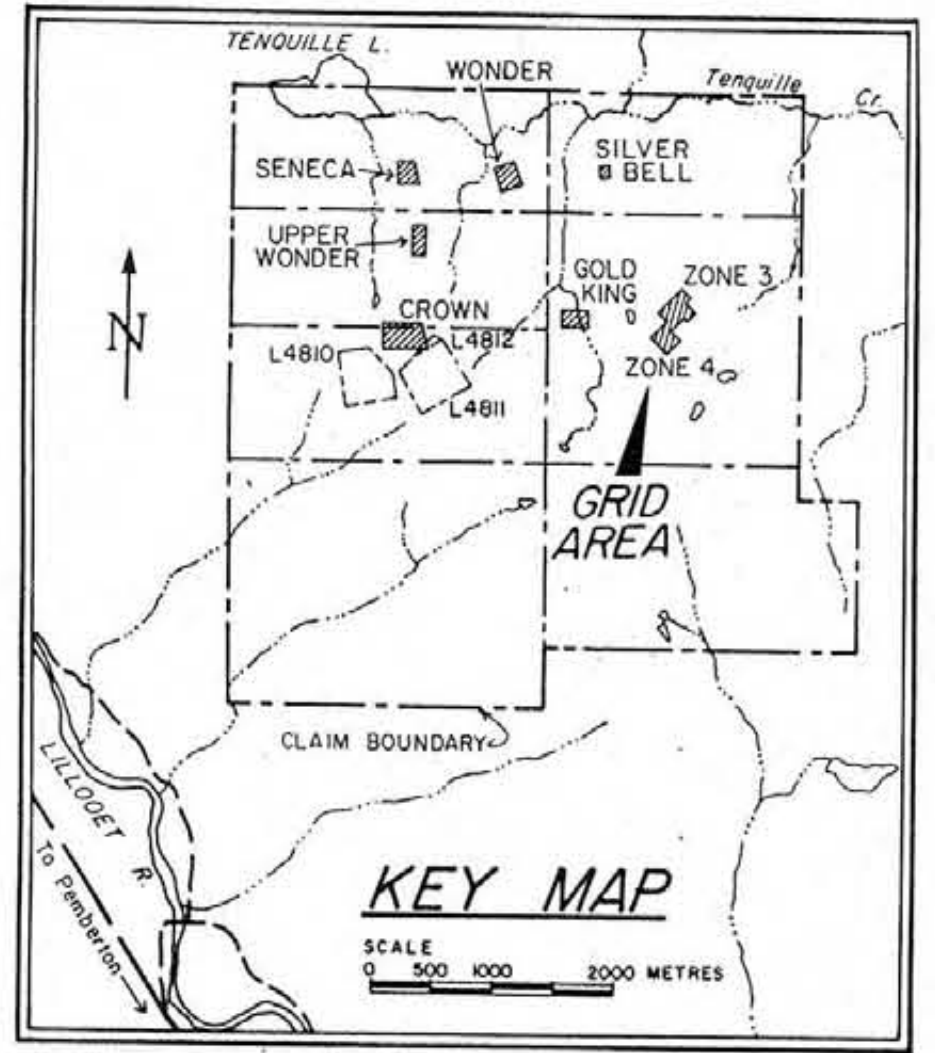 TENQUILLE L.
WONDER
Tenquille Cr.
SENECA
SILVER
BELL
UPPER
WONDER
GOLD
KING
ZONE 3
N
CROWN
L4810
L4812
ZONE 4
L4811
GRID
AREA
CLAIM BOUNDARY
LILLOOET R.
To Pemberton
KEY MAP
SCALE
0 500 1000 2000 METRES